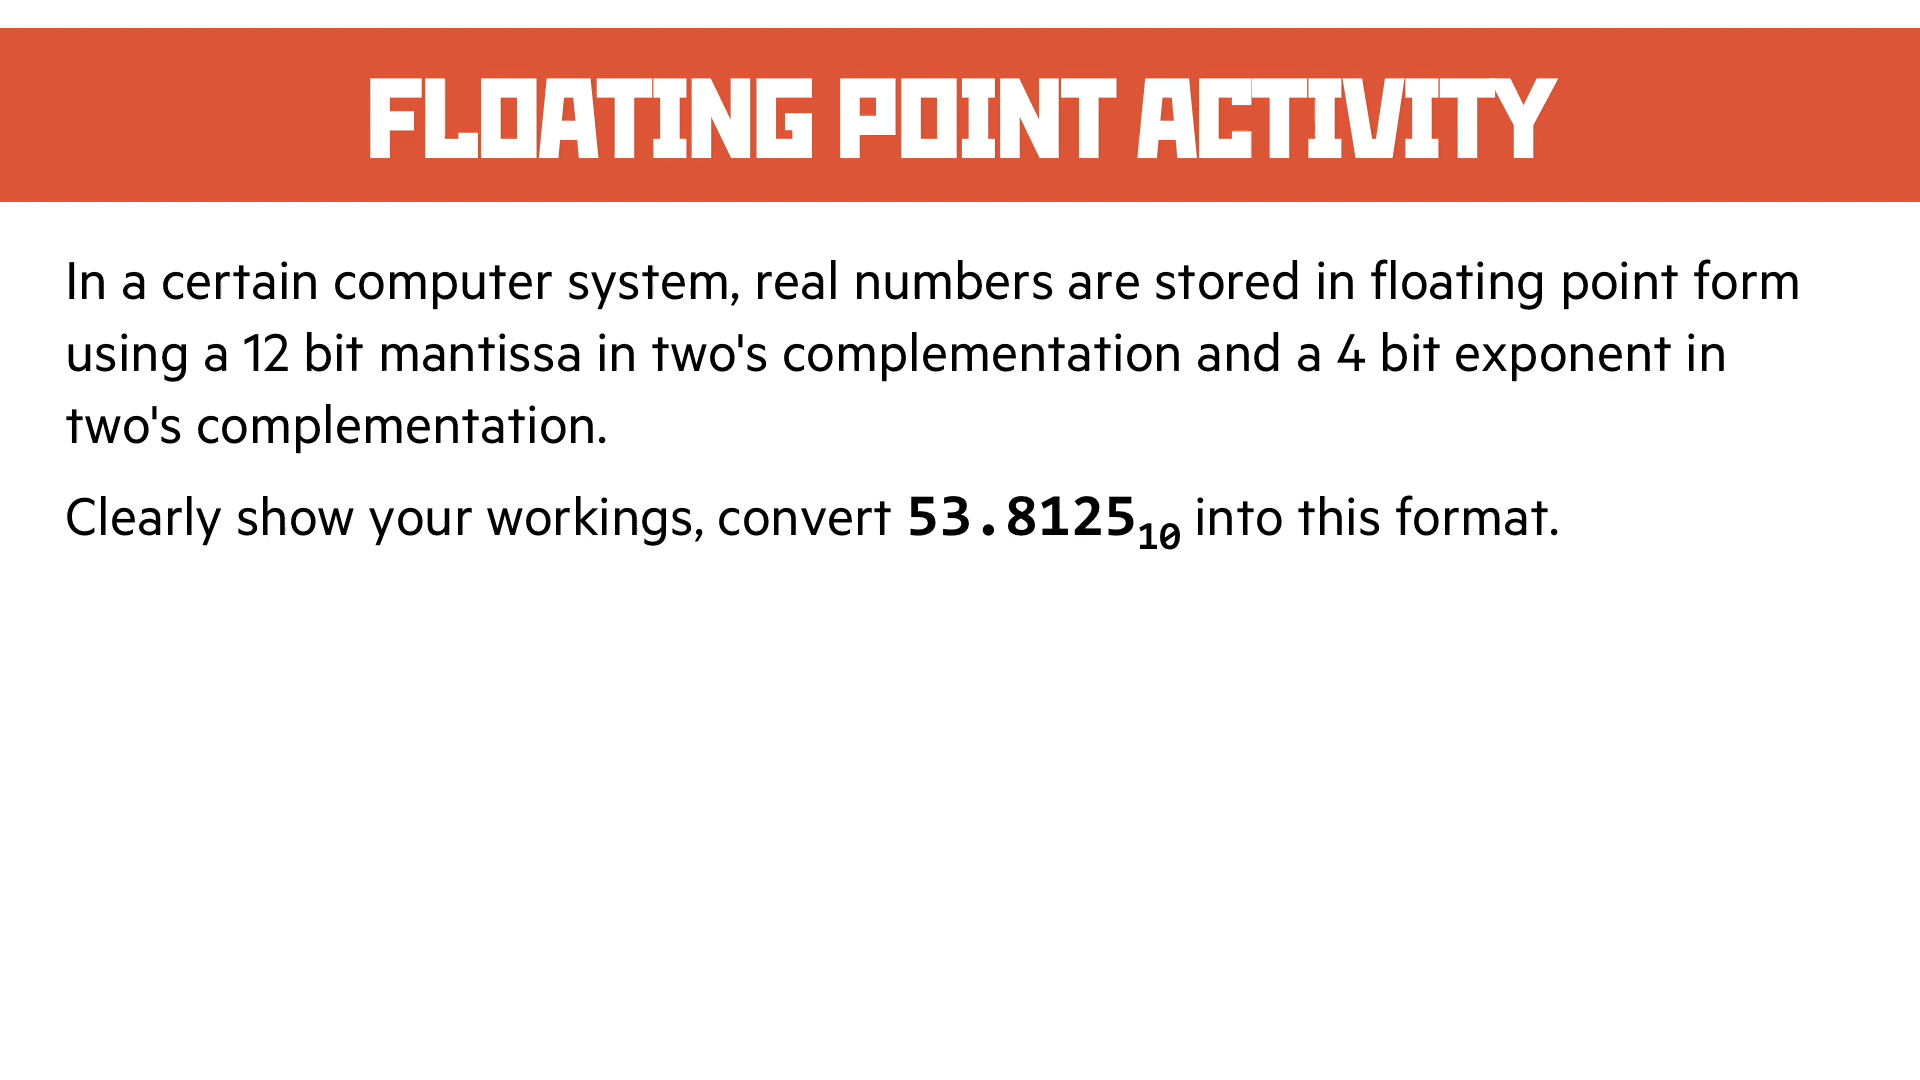 FLOATING POINT ACTIVITY
In a certain computer system, real numbers are stored in floating point form
using a 12 bit mantissa in two's complementation and a 4 bit exponent in
two's complementation.
Clearly show your workings, convert 53.8125₁₀ into this format.